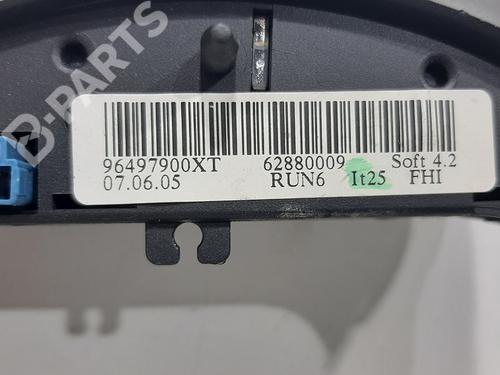 B-PARTS
96497900XT 62880009 Soft 4.2
07.06.05 RUN6 It25 FHI